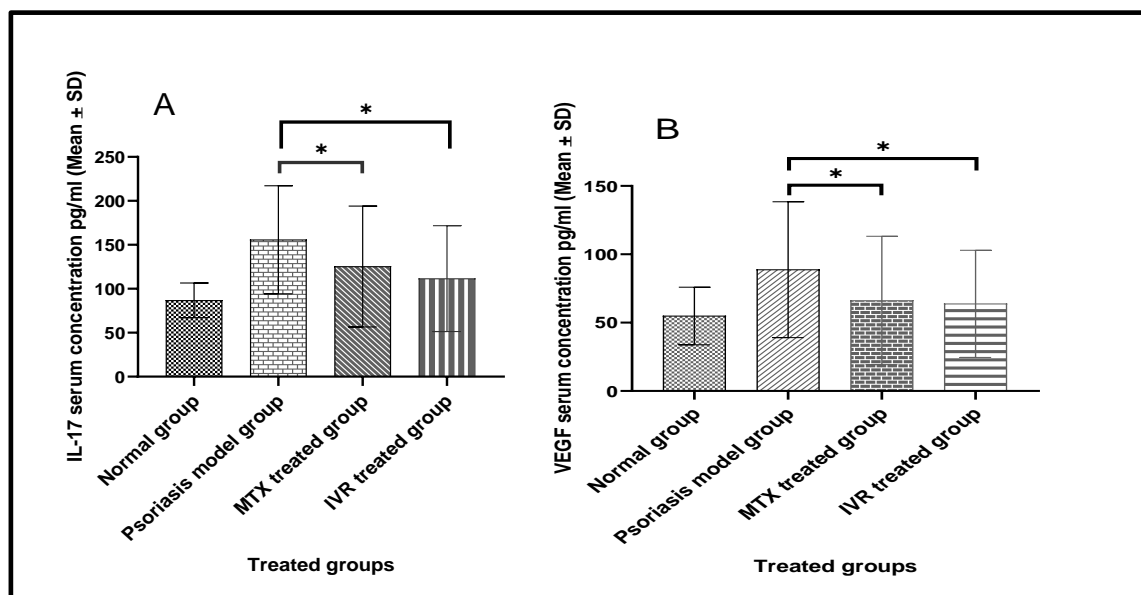 A
IL-17 serum concentration pg/ml (Mean ± SD)
250
200
150
100
50
0
*
*
Normal group
Psoriasis model group
MTX treated group
IVR treated group
Treated groups
B
VEGF serum concentration pg/ml (Mean ± SD)
150
100
50
0
*
*
Normal group
Psoriasis model group
MTX treated group
IVR treated group
Treated groups